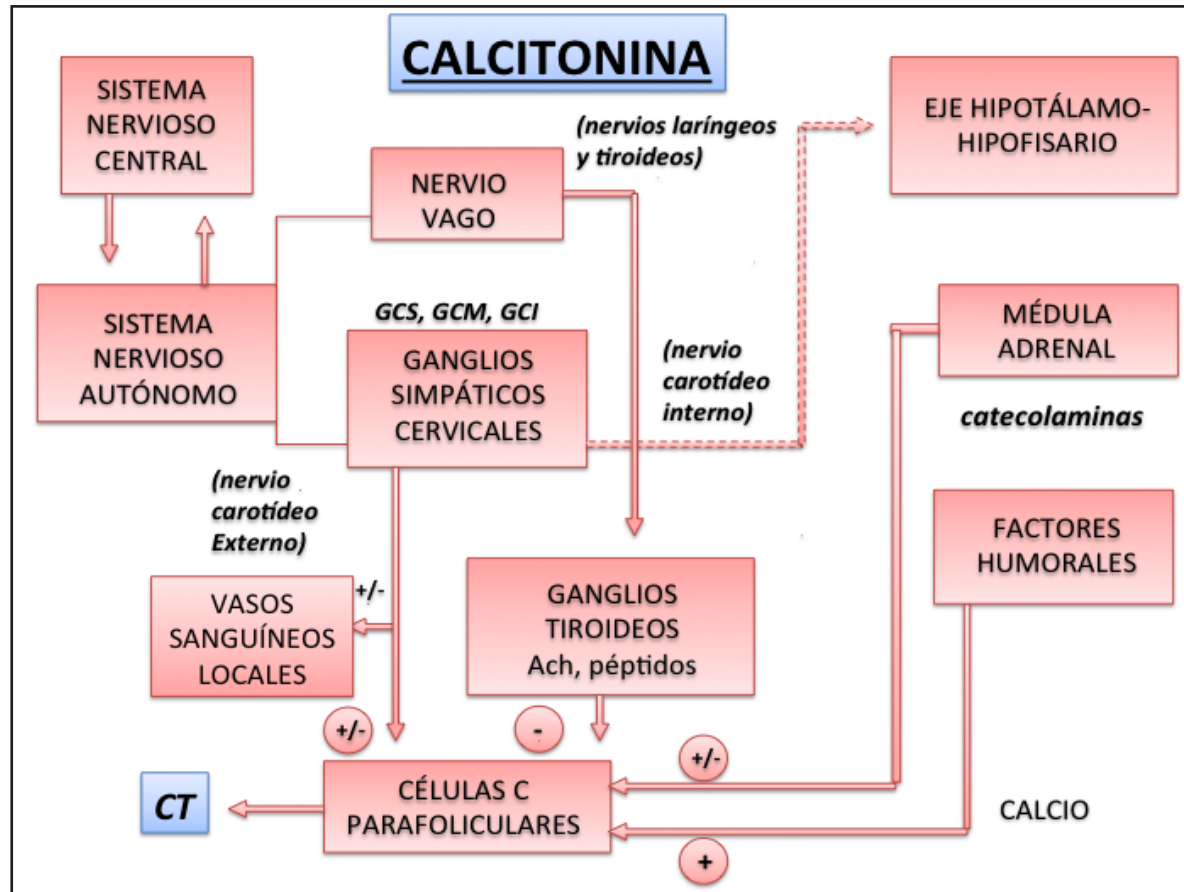 CALCITONINA
SISTEMA
NERVIOSO
CENTRAL
(nervios laríngeos
y tiroideos)
EJE HIPOTÁLAMO-
HIPOFISARIO
NERVIO
VAGO
SISTEMA
NERVIOSO
AUTÓNOMO
GCS, GCM, GCI
GANGLIOS
SIMPÁTICOS
CERVICALES
(nervio
carotídeo
interno)
MÉDULA
ADRENAL
catecolaminas
(nervio
carotídeo
Externo)
FACTORES
HUMORALES
VASOS
SANGUÍNEOS
LOCALES
+/-
GANGLIOS
TIROIDEOS
Ach, péptidos
+/-
-
+/-
CT
CÉLULAS C
PARAFOLICULARES
CALCIO
+